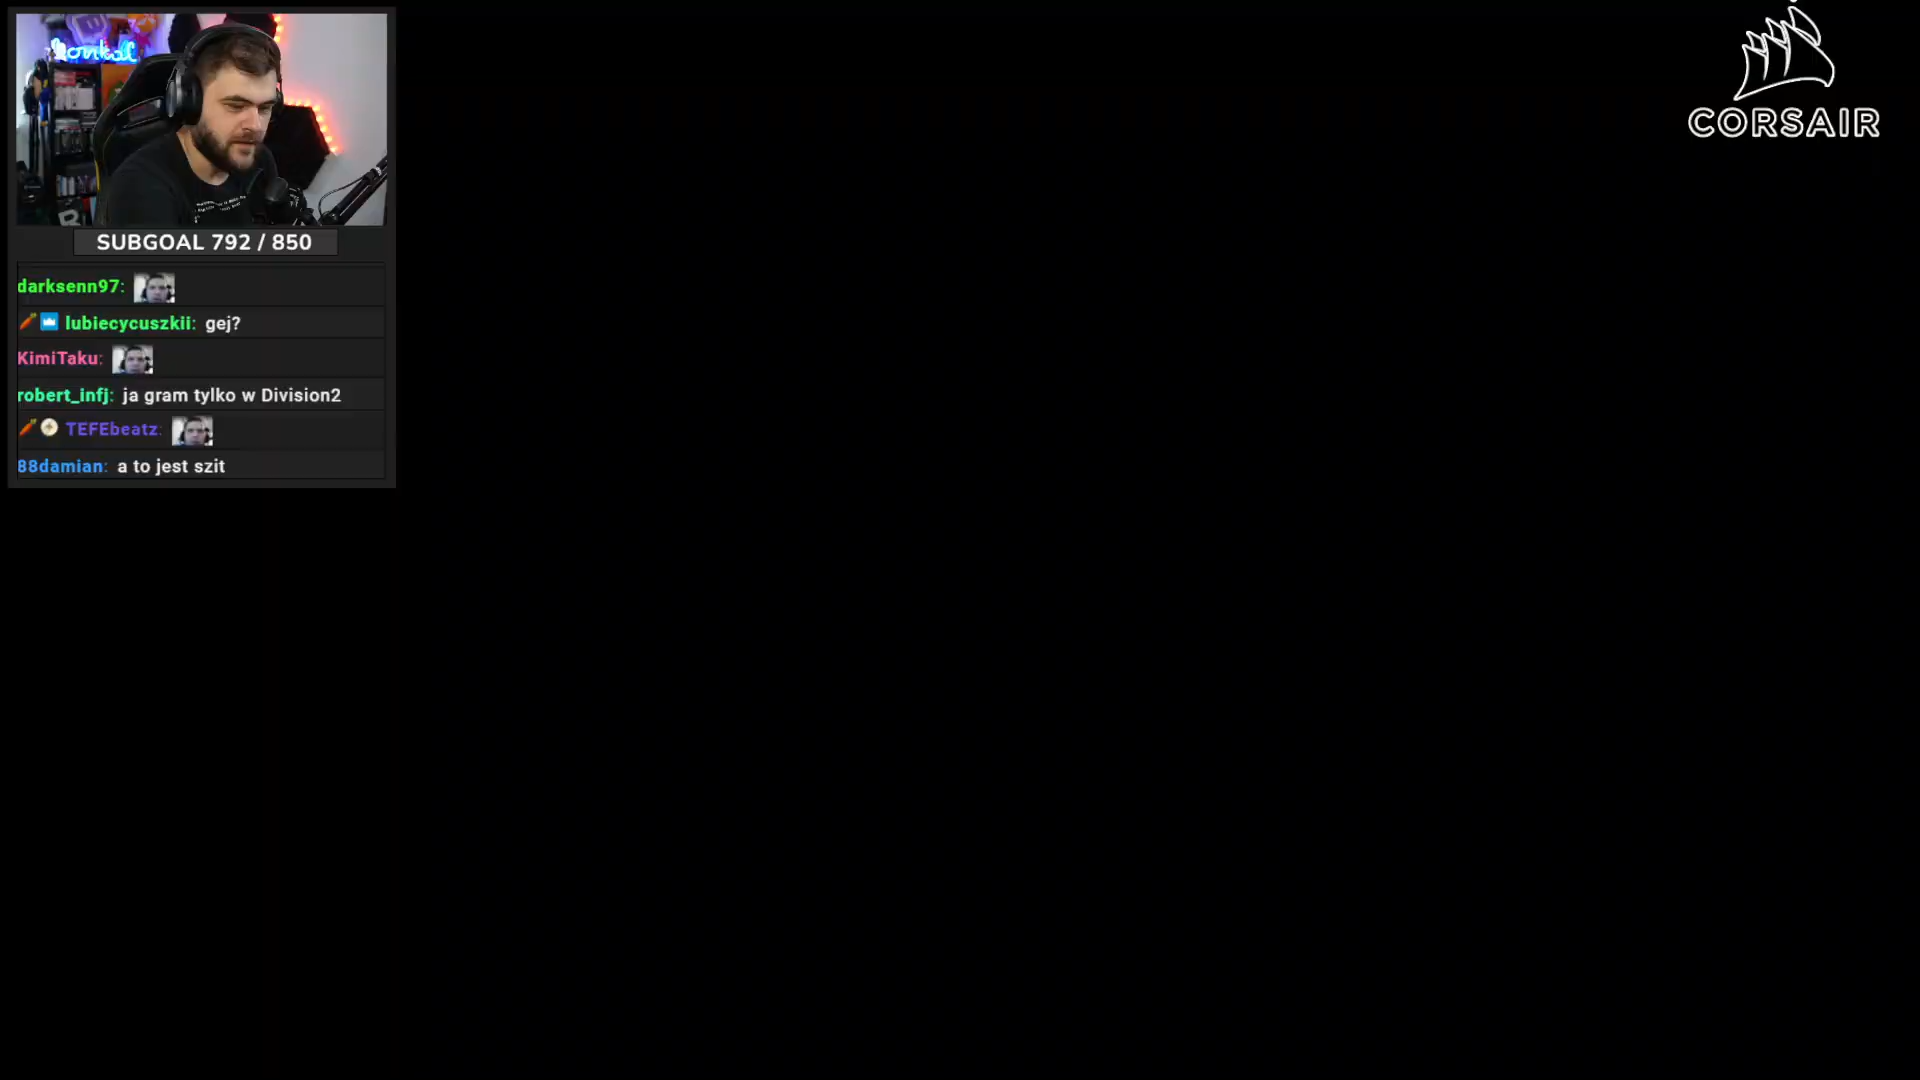 CORSAIR
SUBGOAL 792 / 850
darksenn97:
lubiecycuszkii: gej?
KimiTaku:
robert_infj: ja gram tylko w Division2
TEFEbeatz:
88damian: a to jest szit